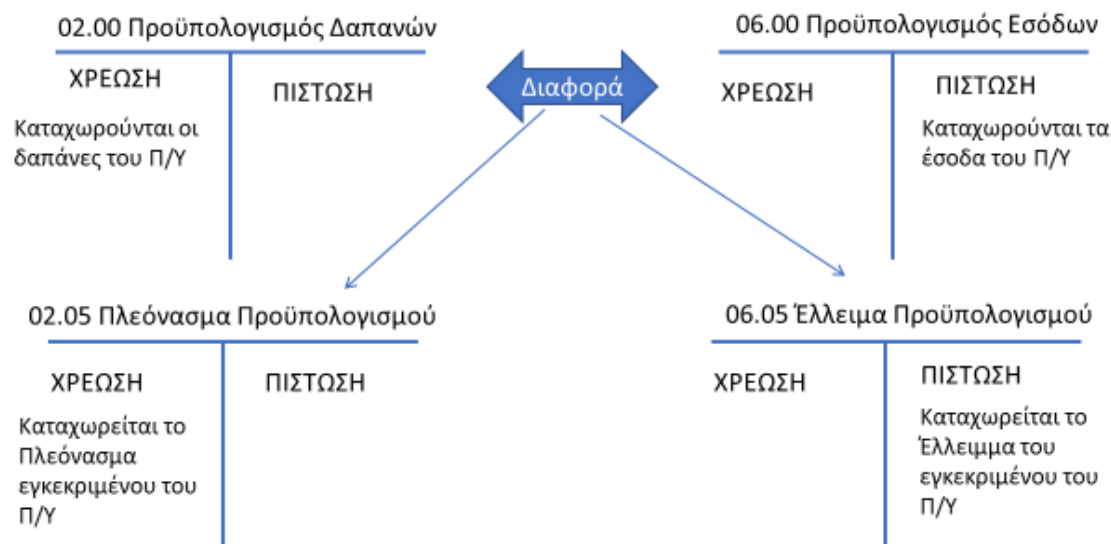 02.00 Προϋπολογισμός Δαπανών
06.00 Προϋπολογισμός Εσόδων
ΧΡΕΩΣΗ
ΠΙΣΤΩΣΗ
Διαφορά
ΧΡΕΩΣΗ
ΠΙΣΤΩΣΗ
Καταχωρούνται οι
δαπάνες του Π/Υ
Καταχωρούνται τα
έσοδα του Π/Υ
02.05 Πλεόνασμα Προϋπολογισμού
06.05 Έλλειμα Προϋπολογισμού
ΧΡΕΩΣΗ
ΠΙΣΤΩΣΗ
ΧΡΕΩΣΗ
ΠΙΣΤΩΣΗ
Καταχωρείται το
Πλεόνασμα
εγκεκριμένου του
Π/Υ
Καταχωρείται το
Έλλειμμα του
εγκεκριμένου του
Π/Υ